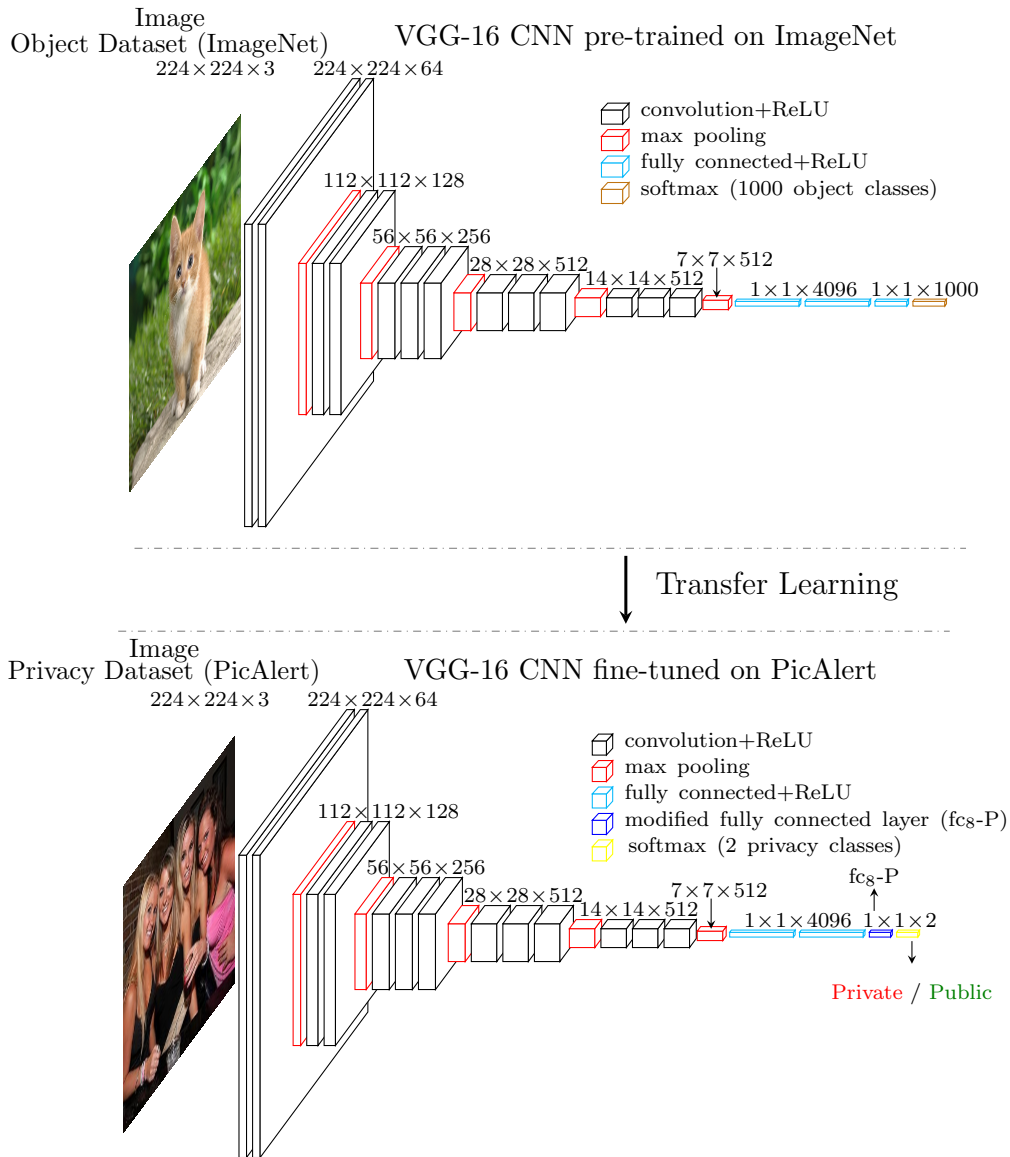 Image
Object Dataset (ImageNet)
VGG-16 CNN pre-trained on ImageNet
224×224×3
224×224×64
convolution+ReLU
max pooling
fully connected+ReLU
softmax (1000 object classes)
112×112×128
56×56×256
28×28×512
14×14×512
7×7×512
1×1×4096
1×1×1000
Transfer Learning
Image
Privacy Dataset (PicAlert)
VGG-16 CNN fine-tuned on PicAlert
224×224×3
224×224×64
convolution+ReLU
max pooling
fully connected+ReLU
modified fully connected layer (fc₈-P)
softmax (2 privacy classes)
112×112×128
56×56×256
28×28×512
14×14×512
7×7×512
fc₈-P
1×1×4096
1×1×2
Private / Public